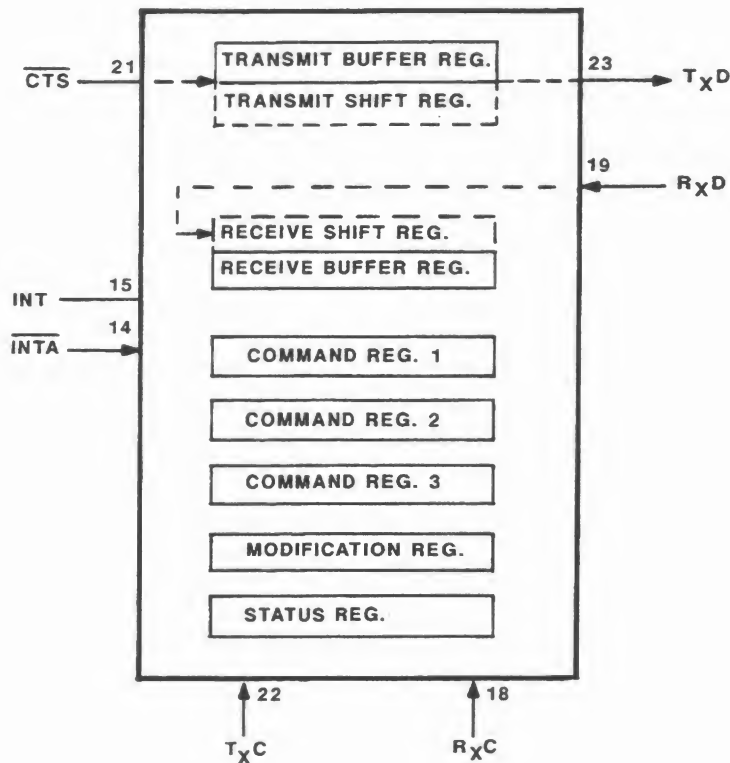 TRANSMIT BUFFER REG.
21
23
CTS
TXD
TRANSMIT SHIFT REG.
19
RXD
RECEIVE SHIFT REG.
RECEIVE BUFFER REG.
15
INT
14
INTA
COMMAND REG. 1
COMMAND REG. 2
COMMAND REG. 3
MODIFICATION REG.
STATUS REG.
22
18
TXC
RXC